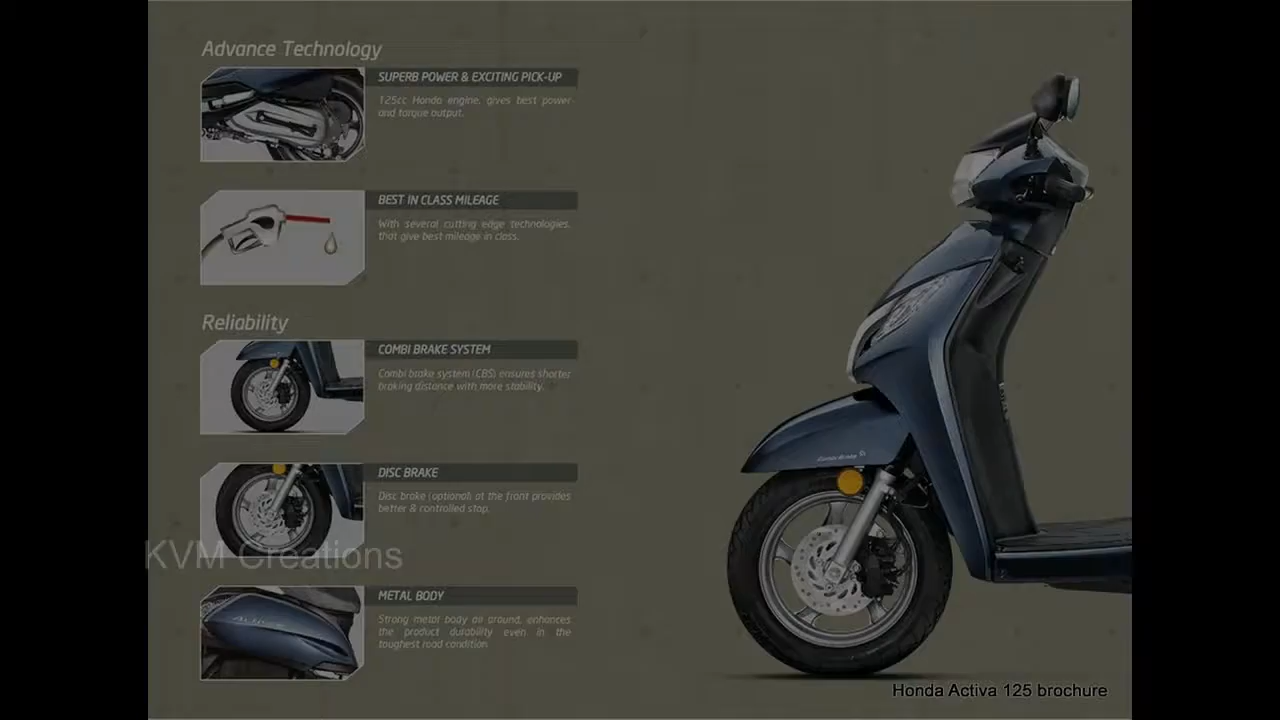 Advance Technology
SUPERB POWER & EXCITING PICK-UP
125cc Honda engine, gives best power
and torque output.
BEST IN CLASS MILEAGE
With several cutting edge technologies,
that give best mileage in class.
Reliability
COMBI BRAKE SYSTEM
Combi brake system (CBS) ensures shorter
braking distance with more stability.
DISC BRAKE
Disc brake (optional) at the front provides
better & controlled stop.
KVM Creations
METAL BODY
Strong metal body all around, enhances
the product durability even in the
toughest road condition
Combi Brake
Honda Activa 125 brochure